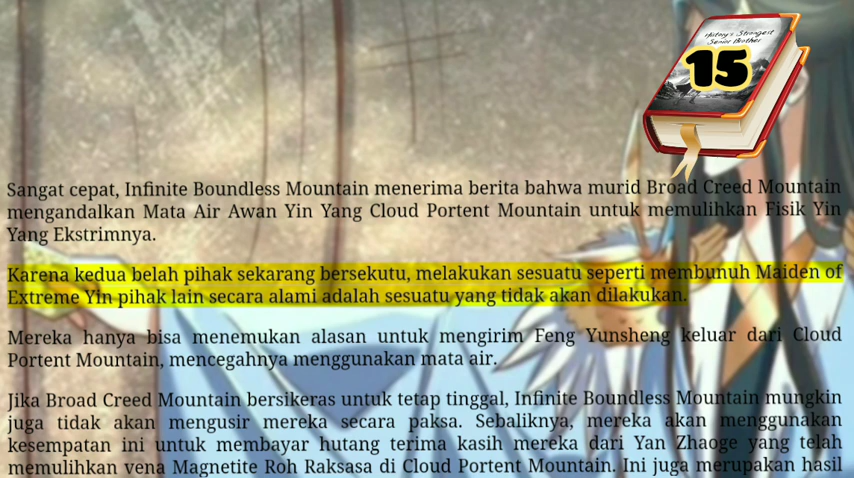 History's Strongest
Senior Brother
15
Sangat cepat, Infinite Boundless Mountain menerima berita bahwa murid Broad Creed Mountain
mengandalkan Mata Air Awan Yin Yang Cloud Portent Mountain untuk memulihkan Fisik Yin
Yang Ekstrimnya.
Karena kedua belah pihak sekarang bersekutu, melakukan sesuatu seperti membunuh Maiden of
Extreme Yin pihak lain secara alami adalah sesuatu yang tidak akan dilakukan.
Mereka hanya bisa menemukan alasan untuk mengirim Feng Yunsheng keluar dari Cloud
Portent Mountain, mencegahnya menggunakan mata air.
Jika Broad Creed Mountain bersikeras untuk tetap tinggal, Infinite Boundless Mountain mungkin
juga tidak akan mengusir mereka secara paksa. Sebaliknya, mereka akan menggunakan
kesempatan ini untuk membayar hutang terima kasih mereka dari Yan Zhaoge yang telah
memulihkan vena Magnetite Roh Raksasa di Cloud Portent Mountain. Ini juga merupakan hasil